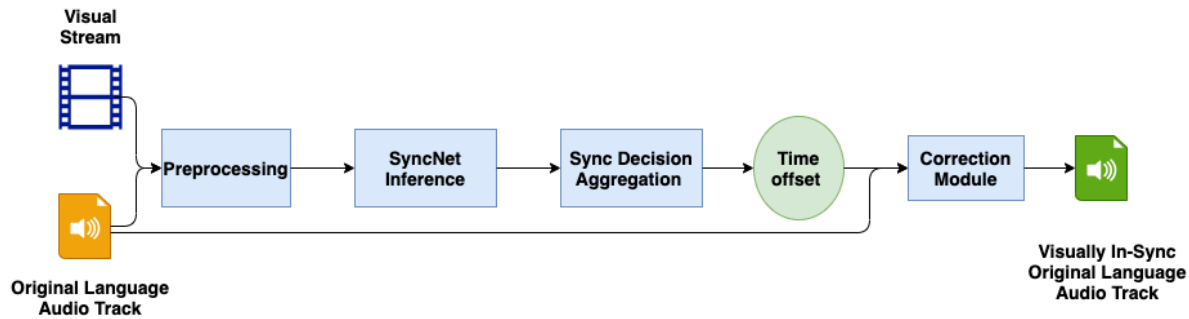 Visual
Stream
Preprocessing
SyncNet
Inference
Sync Decision
Aggregation
Time
offset
Correction
Module
Original Language
Audio Track
Visually In-Sync
Original Language
Audio Track